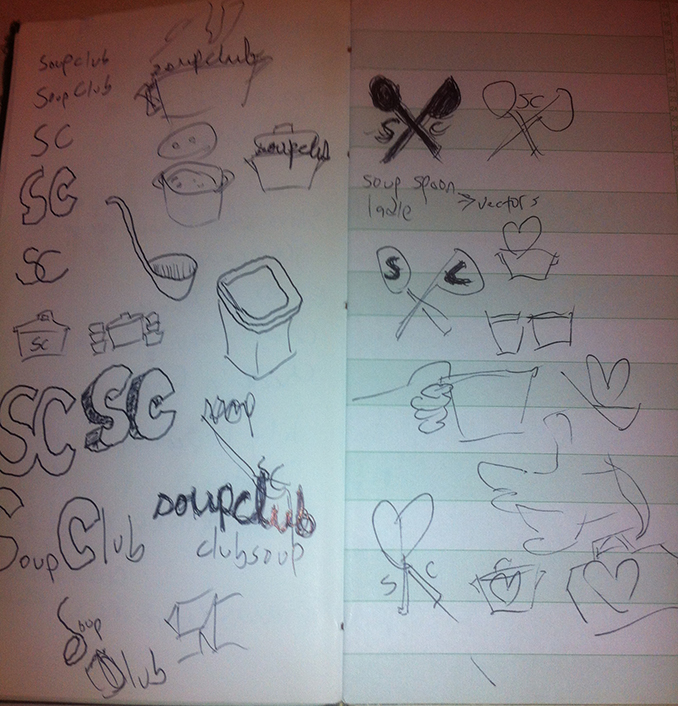 soupclub
Soup Club
soupclub
SC
soupclub
SC
SC
SC
SC SC
soup
SC
Soup Club
soupclub
clubsoup
Soup
Club
SC
S C
SC
soup spoon
ladle
→ vectors
S C
S C
C